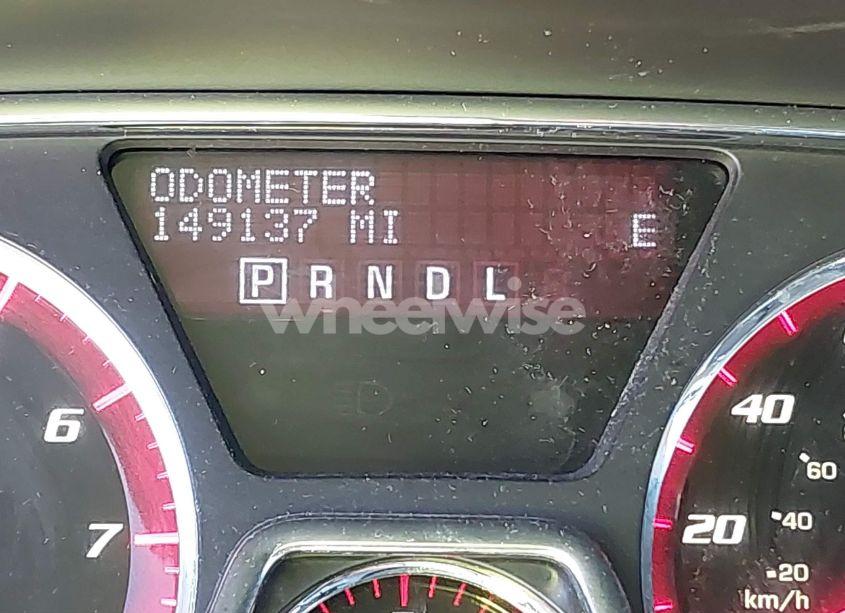 ODOMETER
149137 MI E
P R N D L
wheelwise
6
7
40
20
60
40
20
km/h